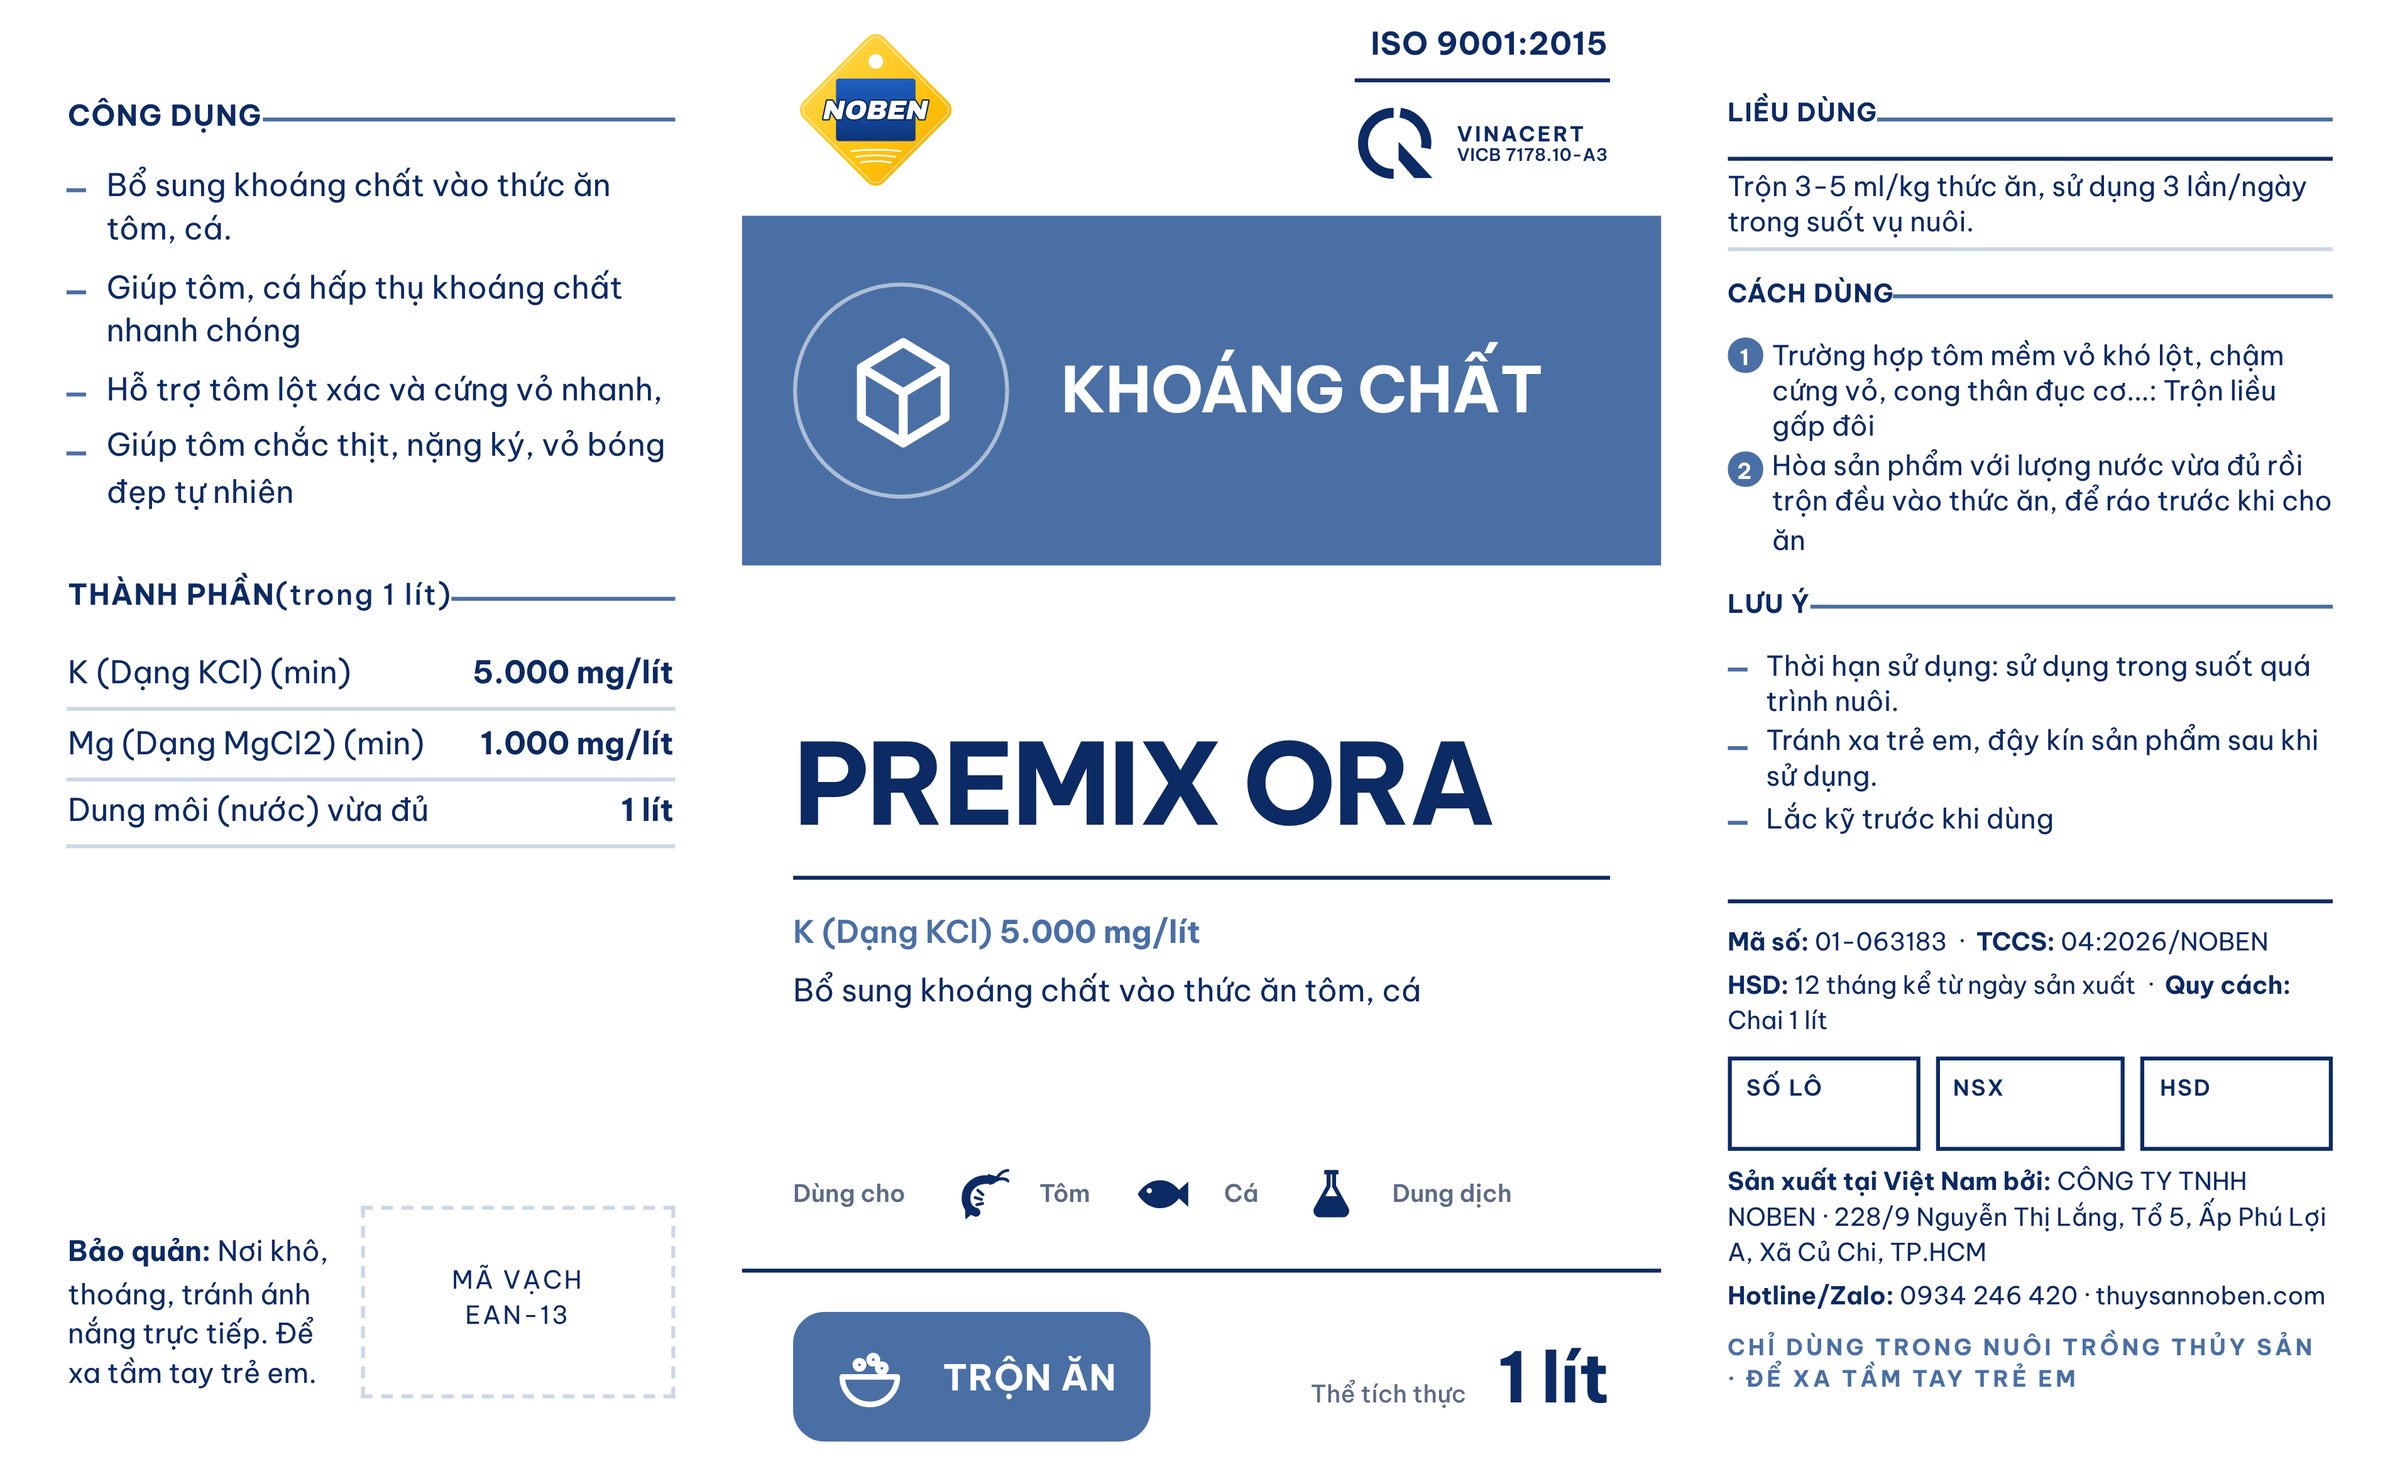 CÔNG DỤNG
Bổ sung khoáng chất vào thức ăn
tôm, cá.
Giúp tôm, cá hấp thụ khoáng chất
nhanh chóng
Hỗ trợ tôm lột xác và cứng vỏ nhanh,
Giúp tôm chắc thịt, nặng ký, vỏ bóng
đẹp tự nhiên
THÀNH PHẦN(trong 1 lít)
K (Dạng KCl) (min) 5.000 mg/lít
Mg (Dạng MgCl2) (min) 1.000 mg/lít
Dung môi (nước) vừa đủ 1 lít
Bảo quản: Nơi khô,
thoáng, tránh ánh
nắng trực tiếp. Để
xa tầm tay trẻ em.
MÃ VẠCH
EAN-13
NOBEN
ISO 9001:2015
VINACERT
VICB 7178.10-A3
KHOÁNG CHẤT
PREMIX ORA
K (Dạng KCl) 5.000 mg/lít
Bổ sung khoáng chất vào thức ăn tôm, cá
Dùng cho Tôm Cá Dung dịch
TRỘN ĂN
Thể tích thực 1 lít
LIỀU DÙNG
Trộn 3-5 ml/kg thức ăn, sử dụng 3 lần/ngày
trong suốt vụ nuôi.
CÁCH DÙNG
1 Trường hợp tôm mềm vỏ khó lột, chậm
cứng vỏ, cong thân đục cơ...: Trộn liều
gấp đôi
2 Hòa sản phẩm với lượng nước vừa đủ rồi
trộn đều vào thức ăn, để ráo trước khi cho
ăn
LƯU Ý
Thời hạn sử dụng: sử dụng trong suốt quá
trình nuôi.
Tránh xa trẻ em, đậy kín sản phẩm sau khi
sử dụng.
Lắc kỹ trước khi dùng
Mã số: 01-063183 · TCCS: 04:2026/NOBEN
HSD: 12 tháng kể từ ngày sản xuất · Quy cách:
Chai 1 lít
SỐ LÔ NSX HSD
Sản xuất tại Việt Nam bởi: CÔNG TY TNHH
NOBEN · 228/9 Nguyễn Thị Lắng, Tổ 5, Ấp Phú Lợi
A, Xã Củ Chi, TP.HCM
Hotline/Zalo: 0934 246 420 · thuysannoben.com
CHỈ DÙNG TRONG NUÔI TRỒNG THỦY SẢN
· ĐỂ XA TẦM TAY TRẺ EM